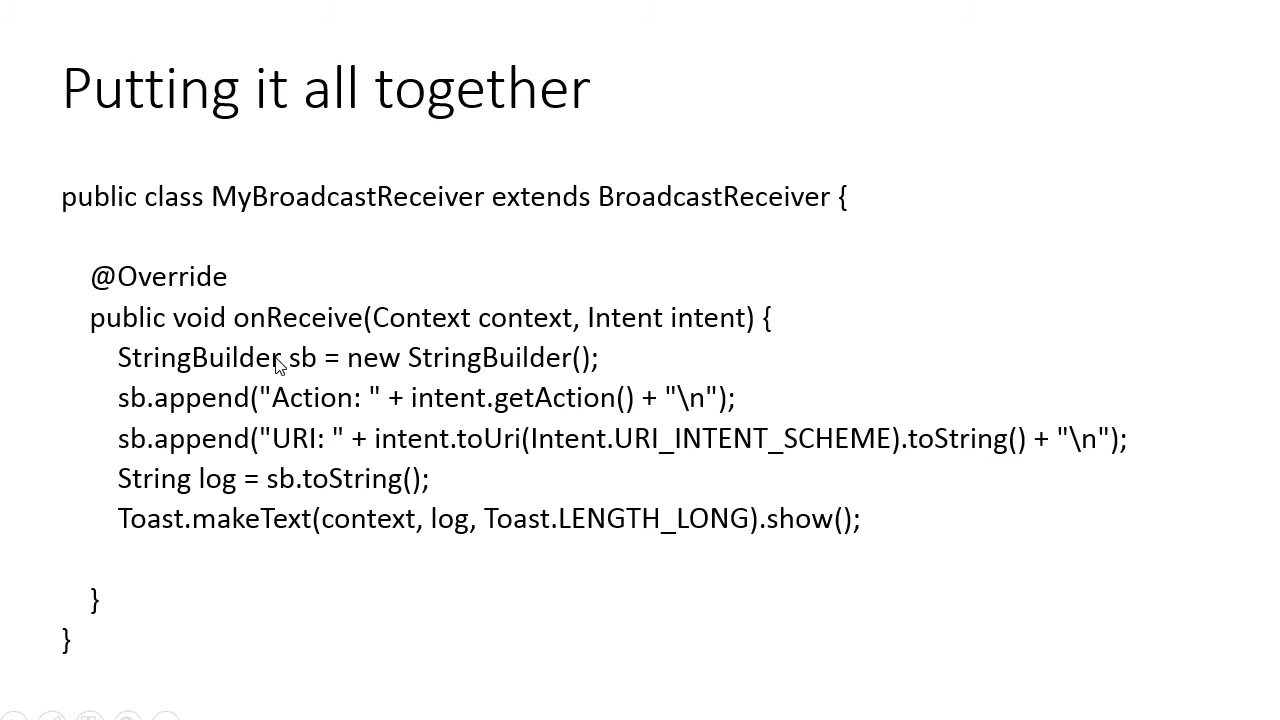 Putting it all together
public class MyBroadcastReceiver extends BroadcastReceiver {
@Override
public void onReceive(Context context, Intent intent) {
StringBuilder sb = new StringBuilder();
sb.append("Action: " + intent.getAction() + "\n");
sb.append("URI: " + intent.toUri(Intent.URI_INTENT_SCHEME).toString() + "\n");
String log = sb.toString();
Toast.makeText(context, log, Toast.LENGTH_LONG).show();
}
}